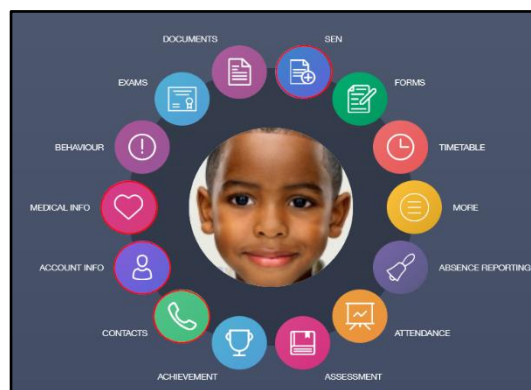 DOCUMENTS
SEN
EXAMS
FORMS
BEHAVIOUR
TIMETABLE
MEDICAL INFO
MORE
ACCOUNT INFO
ABSENCE REPORTING
CONTACTS
ATTENDANCE
ACHIEVEMENT
ASSESSMENT